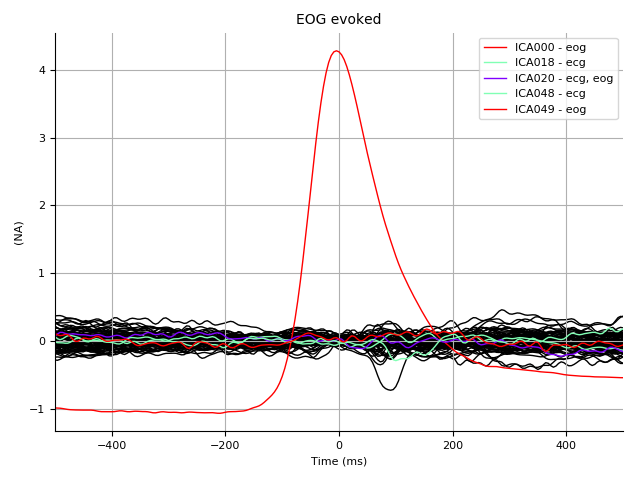 EOG evoked
ICA000 - eog
ICA018 - ecg
ICA020 - ecg, eog
ICA048 - ecg
ICA049 - eog
4
3
2
1
0
−1
(NA)
−400
−200
0
200
400
Time (ms)